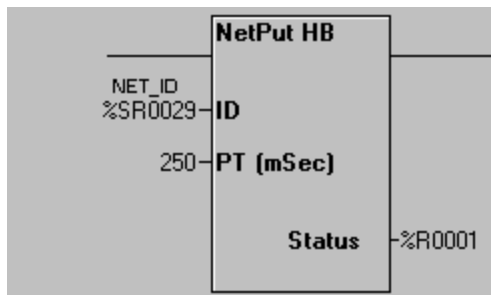 NetPut HB
NET_ID
%SR0029 ID
250 PT (mSec)
Status %R0001